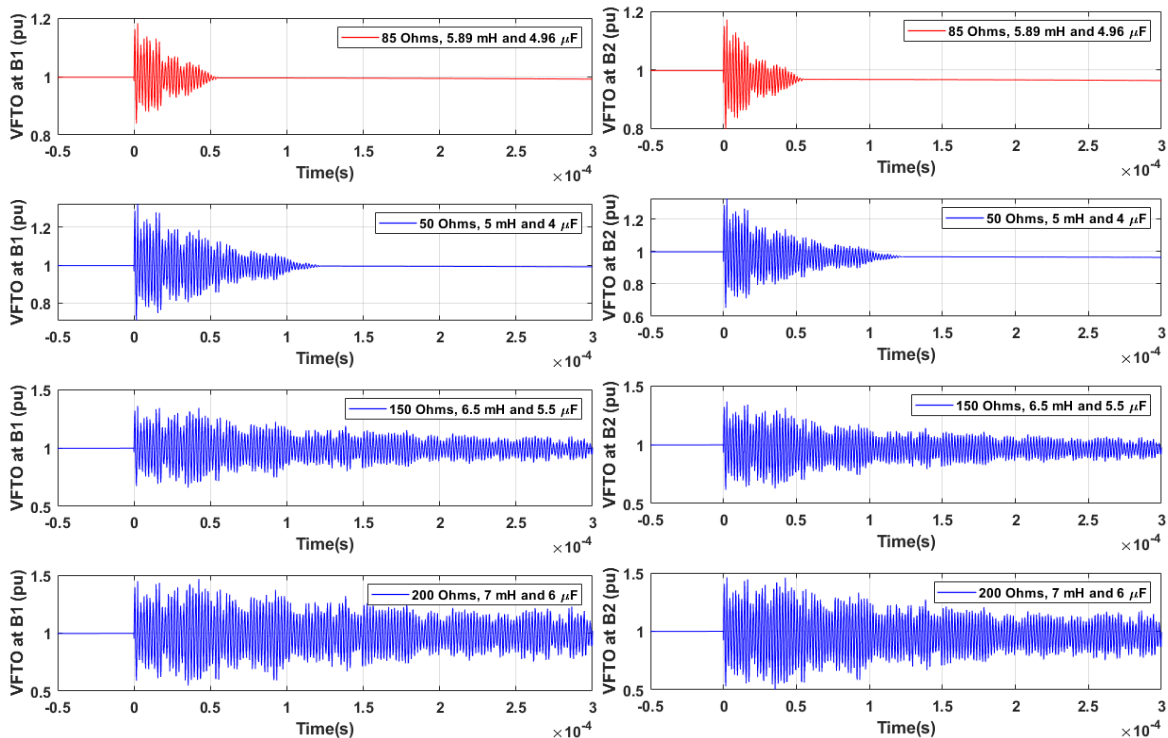 VFTO at B1 (pu)
1.2
1
0.8
85 Ohms, 5.89 mH and 4.96 μF
-0.5 0 0.5 1 1.5 2 2.5 3
Time(s)
×10-4
VFTO at B2 (pu)
1.2
1
0.8
85 Ohms, 5.89 mH and 4.96 μF
-0.5 0 0.5 1 1.5 2 2.5 3
Time(s)
×10-4
VFTO at B1 (pu)
1.2
1
0.8
50 Ohms, 5 mH and 4 μF
-0.5 0 0.5 1 1.5 2 2.5 3
Time(s)
×10-4
VFTO at B2 (pu)
1.2
1
0.8
0.6
50 Ohms, 5 mH and 4 μF
-0.5 0 0.5 1 1.5 2 2.5 3
Time(s)
×10-4
VFTO at B1 (pu)
1.5
1
0.5
150 Ohms, 6.5 mH and 5.5 μF
-0.5 0 0.5 1 1.5 2 2.5 3
Time(s)
×10-4
VFTO at B2 (pu)
1.5
1
0.5
150 Ohms, 6.5 mH and 5.5 μF
-0.5 0 0.5 1 1.5 2 2.5 3
Time(s)
×10-4
VFTO at B1 (pu)
1.5
1
0.5
200 Ohms, 7 mH and 6 μF
-0.5 0 0.5 1 1.5 2 2.5 3
Time(s)
×10-4
VFTO at B2 (pu)
1.5
1
0.5
200 Ohms, 7 mH and 6 μF
-0.5 0 0.5 1 1.5 2 2.5 3
Time(s)
×10-4